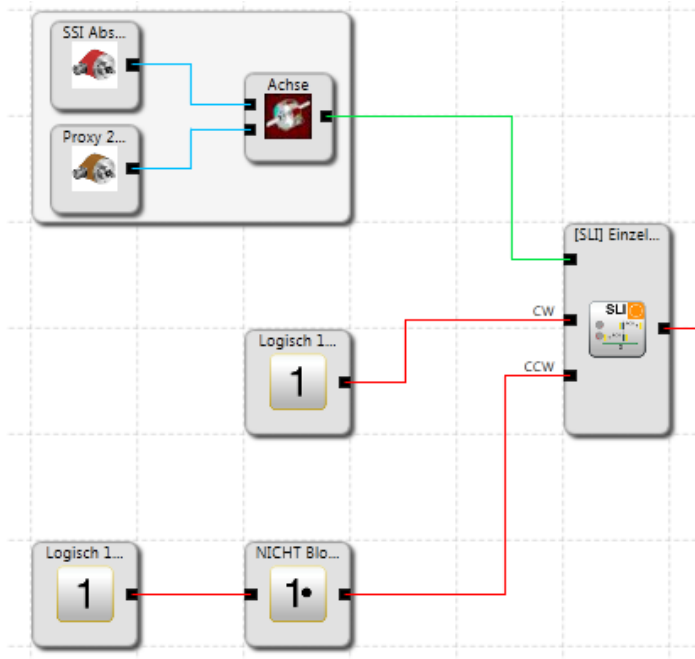 SSI Abs...
Achse
Proxy 2...
[SLI] Einzel...
SLI
CW
Logisch 1...
1
CCW
Logisch 1...
NICHT Blo...
1
1•